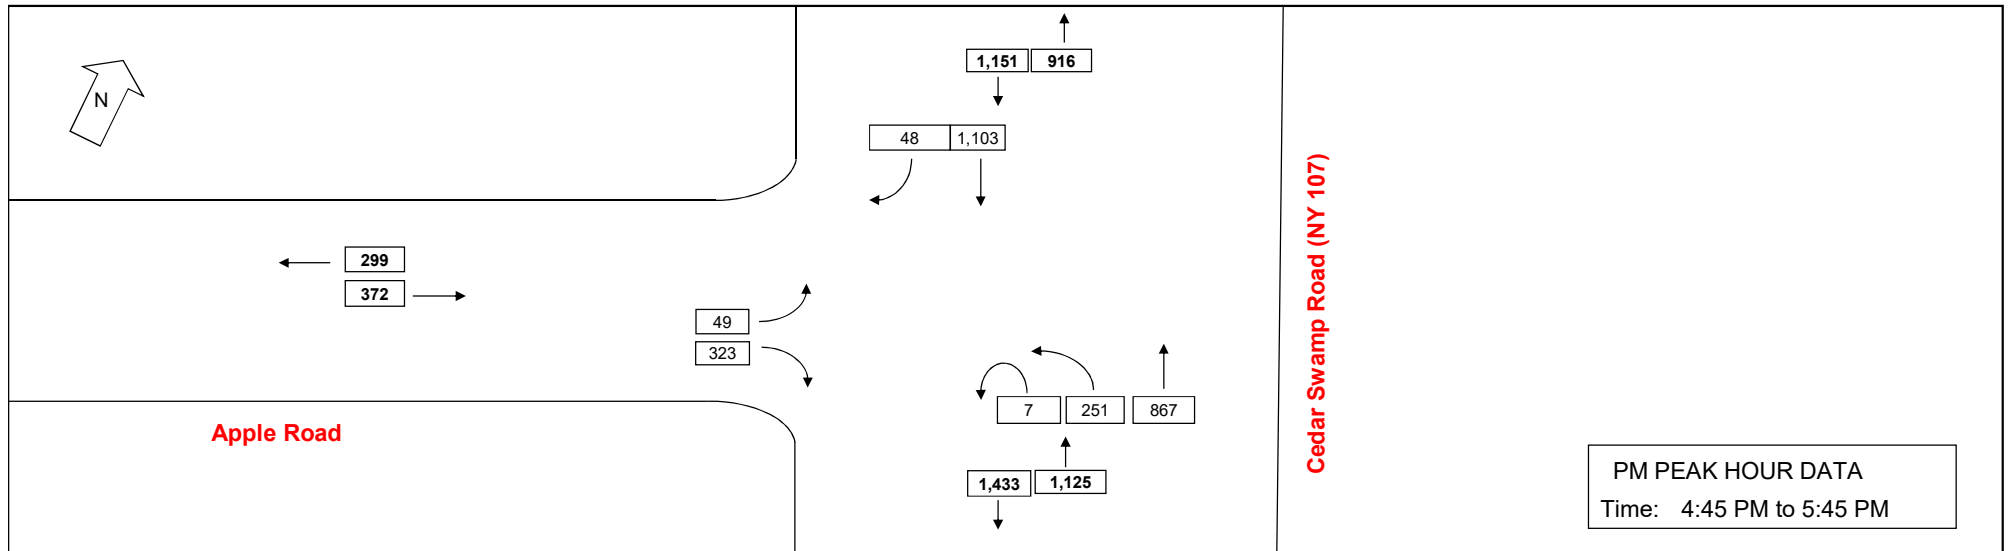 1,151 916
N
48 1,103
299
372
49
323
7 251 867
Apple Road
1,433 1,125
Cedar Swamp Road (NY 107)
PM PEAK HOUR DATA
Time: 4:45 PM to 5:45 PM